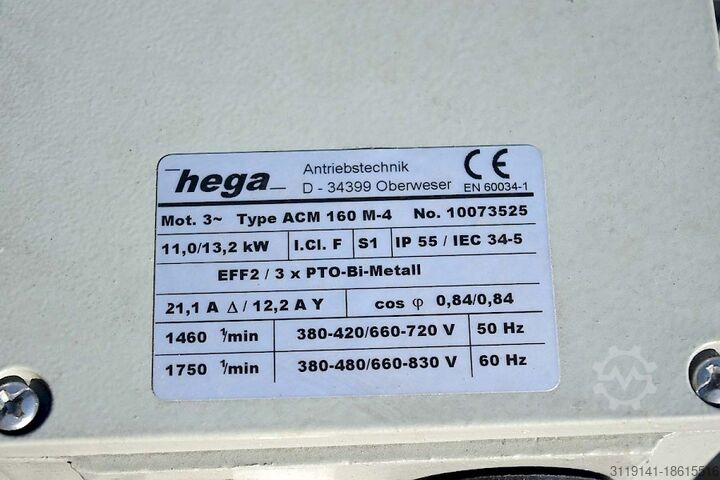 hega Antriebstechnik CE
D - 34399 Oberweser EN 60034-1
Mot. 3~ Type ACM 160 M-4 No. 10073525
11,0/13,2 kW I.Cl. F S1 IP 55 / IEC 34-5
EFF2 / 3 x PTO-Bi-Metall
21,1 A Δ / 12,2 A Y cos φ 0,84/0,84
1460 1/min 380-420/660-720 V 50 Hz
1750 1/min 380-480/660-830 V 60 Hz